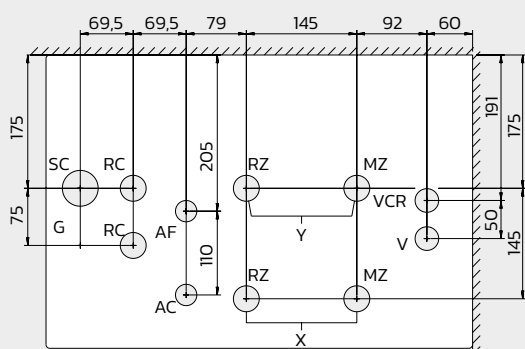 69,5 69,5 79 145 92 60
175 205 191 175
SC RC RZ MZ
VCR
75 G RC AF Y V 50
110 145
RZ MZ
AC
X